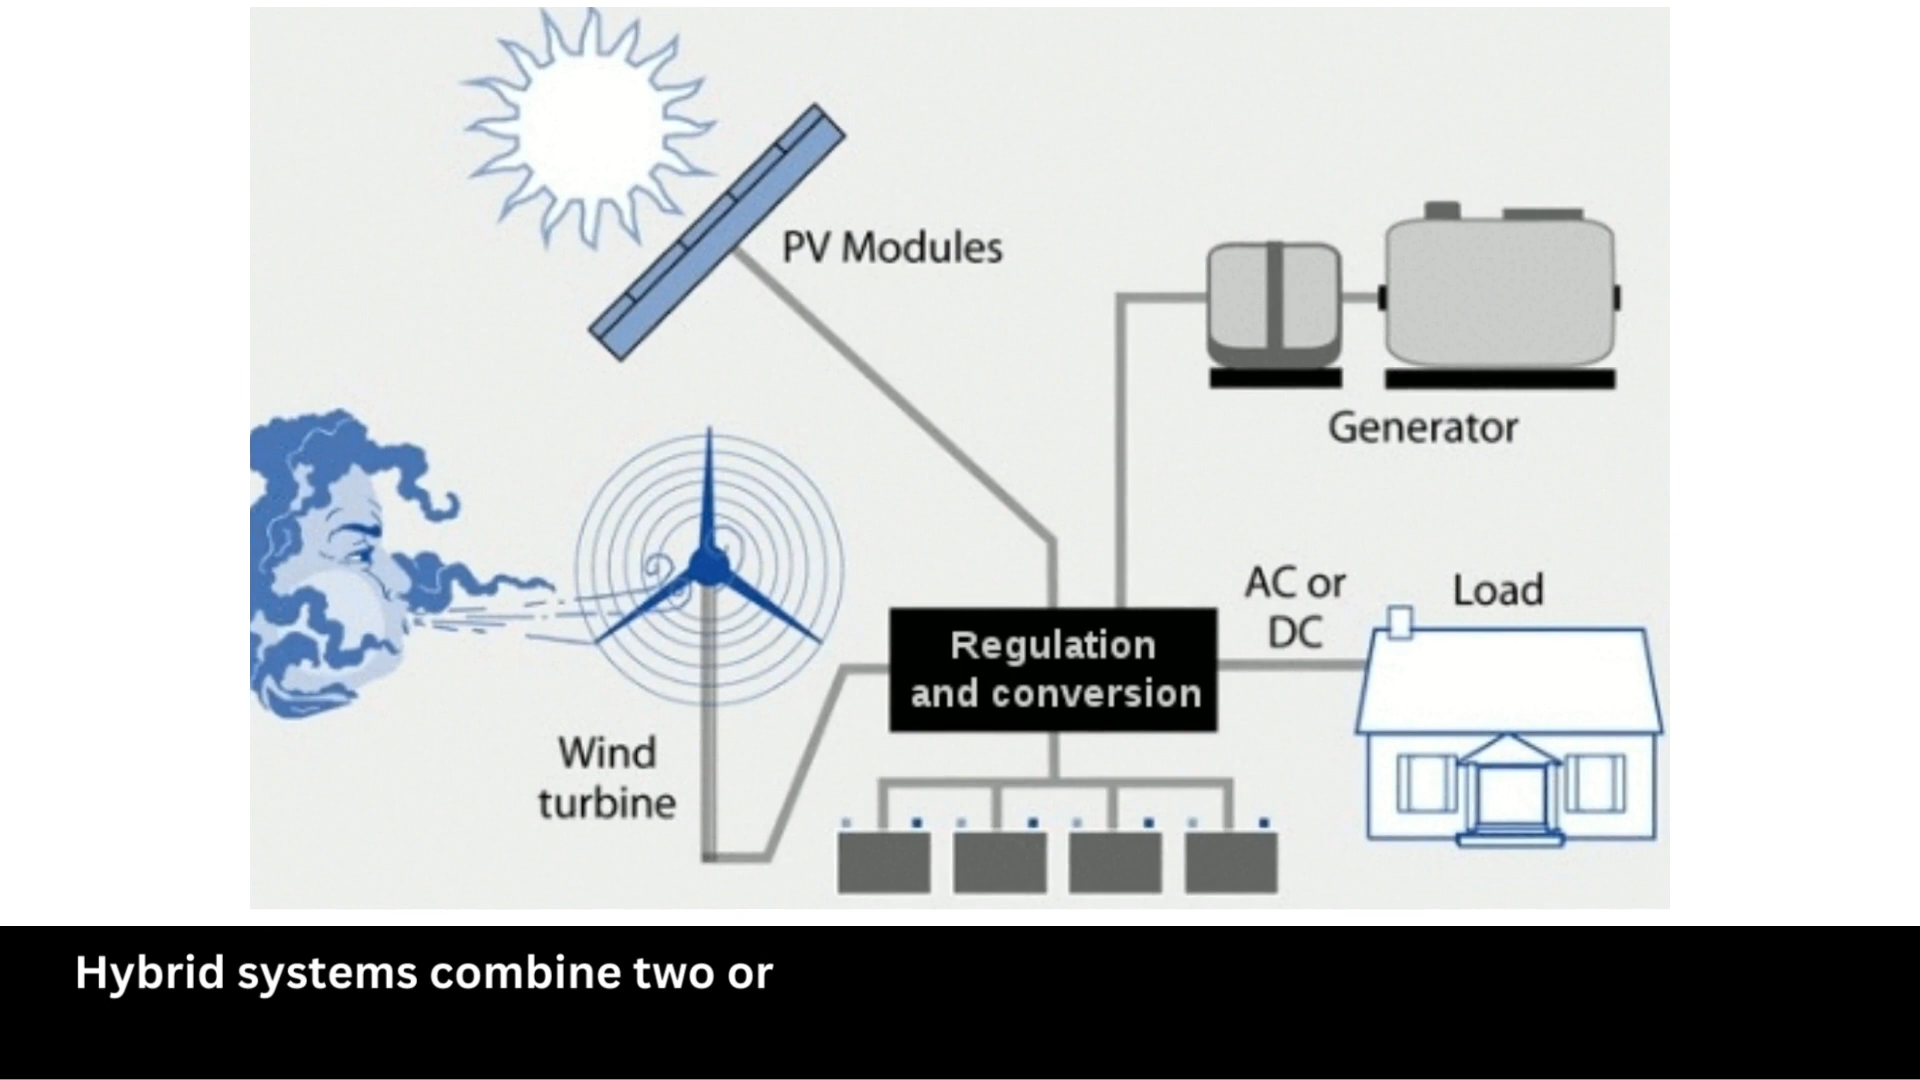 PV Modules
Generator
AC or
DC
Load
Regulation
and conversion
Wind
turbine
Hybrid systems combine two or